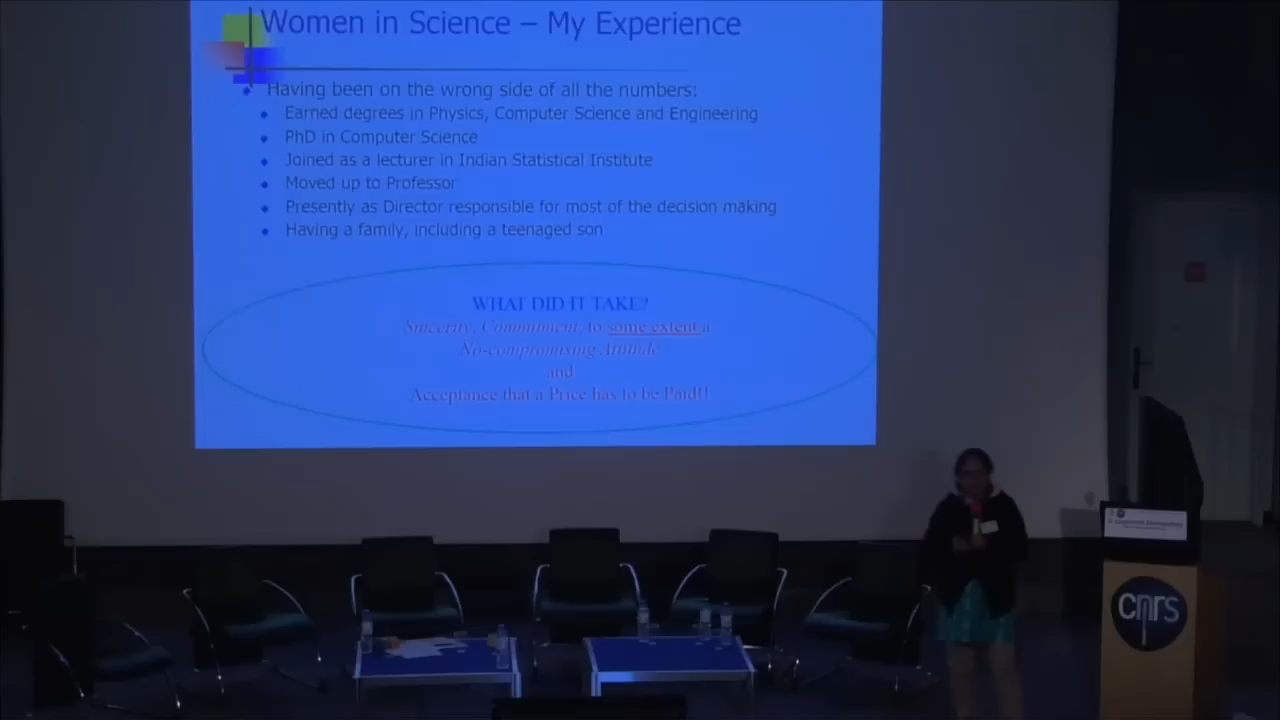 Women in Science – My Experience
Having been on the wrong side of all the numbers:
Earned degrees in Physics, Computer Science and Engineering
PhD in Computer Science
Joined as a lecturer in Indian Statistical Institute
Moved up to Professor
Presently as Director responsible for most of the decision making
Having a family, including a teenaged son
WHAT DID IT TAKE?
Sincerity, Commitment, to some extent a
No-compromising Attitude
and
Acceptance that a Price has to be Paid!!
cnrs